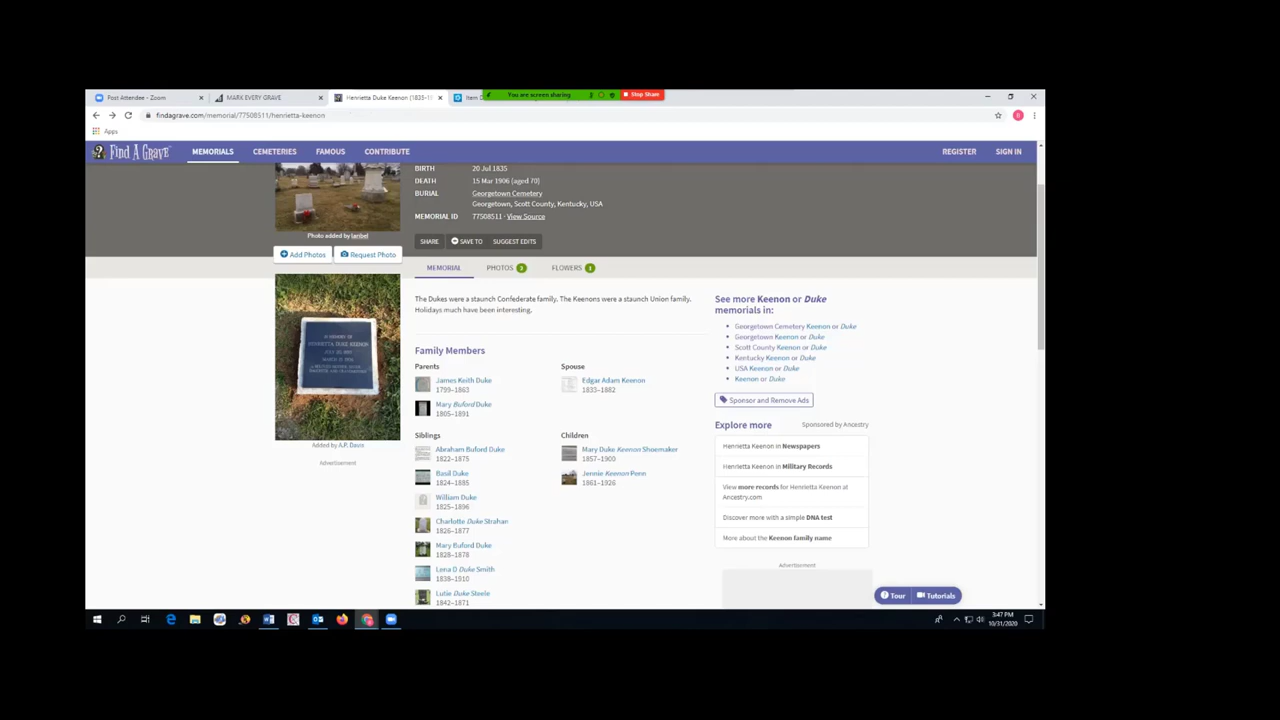 Post Attendee - Zoom
MARK EVERY GRAVE
Henrietta Duke Keenon (1835-1
Item
You are screen sharing
Stop Share
findagrave.com/memorial/77508511/henrietta-keenon
Apps
FIND A GRAVE
MEMORIALS
CEMETERIES
FAMOUS
CONTRIBUTE
REGISTER
SIGN IN
BIRTH 20 Jul 1835
DEATH 15 Mar 1906 (aged 70)
BURIAL Georgetown Cemetery
Georgetown, Scott County, Kentucky, USA
MEMORIAL ID 77508511 · View Source
Photo added by
SHARE
SAVE TO
SUGGEST EDITS
Add Photos
Request Photo
MEMORIAL
PHOTOS 3
FLOWERS
The Dukes were a staunch Confederate family. The Keenons were a staunch Union family.
Holidays much have been interesting.
IN MEMORY OF
HENRIETTA DUKE KEENON
Added by A.P. Davis
Advertisement
Family Members
Parents
James Keith Duke
1799–1863
Mary Buford Duke
1805–1891
Spouse
Edgar Adam Keenon
1833–1882
Siblings
Abraham Buford Duke
1822–1875
Basil Duke
1824–1885
William Duke
1825–1896
Charlotte Duke Strahan
1826–1877
Mary Buford Duke
1828–1878
Lena D Duke Smith
1838–1910
Lutie Duke Steele
1842–1871
Children
Mary Duke Keenon Shoemaker
1857–1900
Jennie Keenon Penn
1861–1926
See more Keenon or Duke
memorials in:
Georgetown Cemetery Keenon or Duke
Georgetown Keenon or Duke
Scott County Keenon or Duke
Kentucky Keenon or Duke
USA Keenon or Duke
Keenon or Duke
Sponsor and Remove Ads
Explore more
Sponsored by Ancestry
Henrietta Keenon in Newspapers
Henrietta Keenon in Military Records
View more records for Henrietta Keenon at
Ancestry.com
Discover more with a simple DNA test
More about the Keenon family name
Advertisement
Tour
Tutorials
3:47 PM
10/31/2020